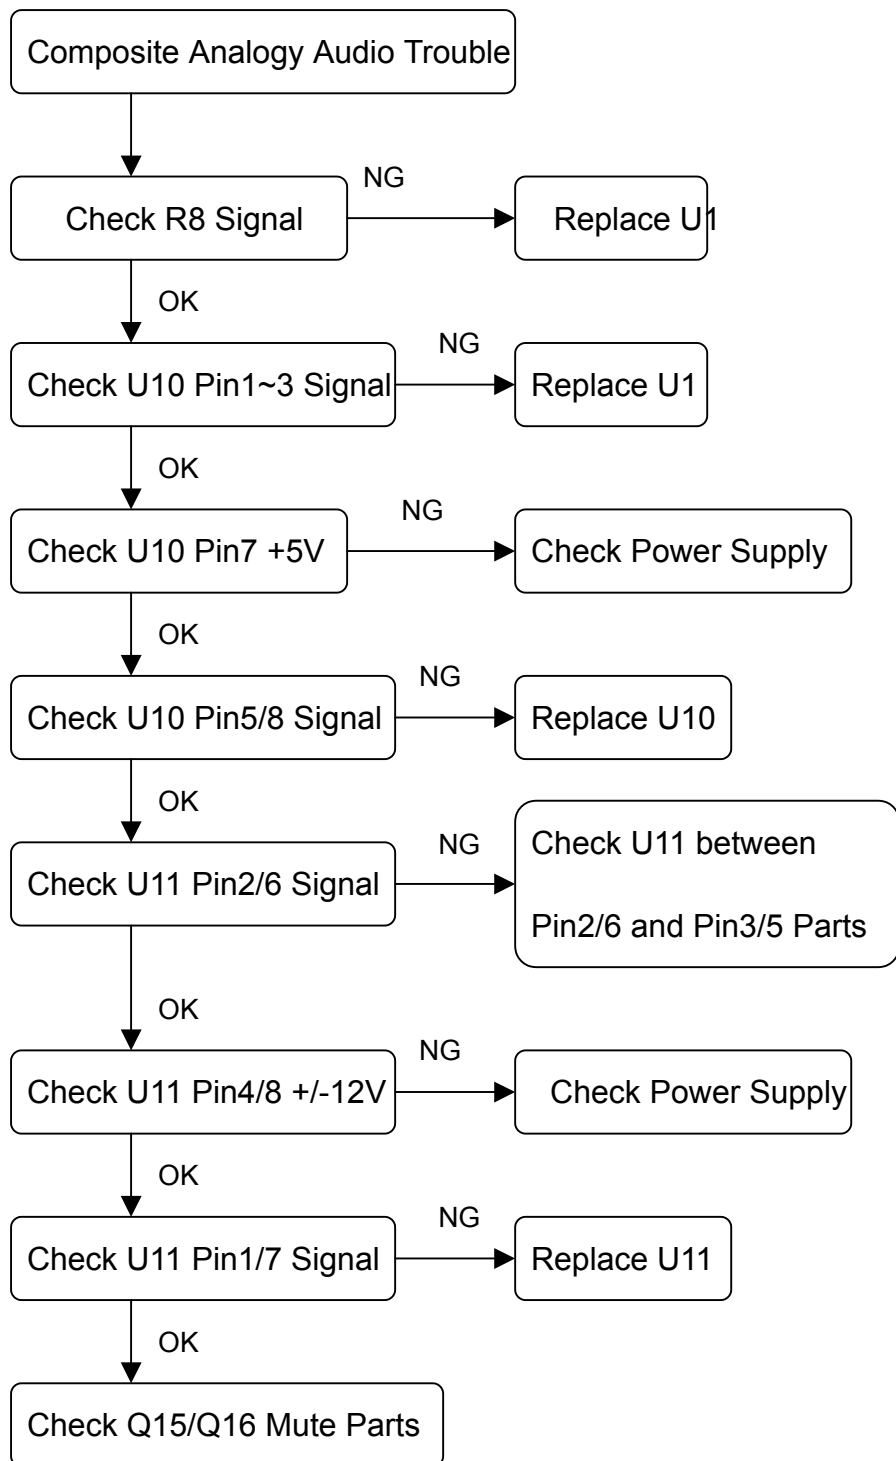 Composite Analogy Audio Trouble
NG
Check R8 Signal
Replace U1
OK
NG
Check U10 Pin1~3 Signal
Replace U1
OK
NG
Check U10 Pin7 +5V
Check Power Supply
OK
NG
Check U10 Pin5/8 Signal
Replace U10
OK
NG
Check U11 Pin2/6 Signal
Check U11 between
Pin2/6 and Pin3/5 Parts
OK
NG
Check U11 Pin4/8 +/-12V
Check Power Supply
OK
NG
Check U11 Pin1/7 Signal
Replace U11
OK
Check Q15/Q16 Mute Parts